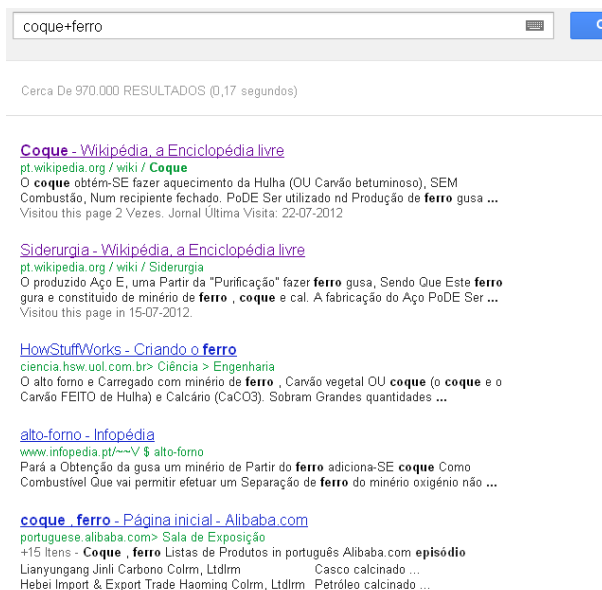 coque+ferro
Cerca De 970.000 RESULTADOS (0,17 segundos)
Coque - Wikipédia, a Enciclopédia livre
pt.wikipedia.org / wiki / Coque
O coque obtém-SE fazer aquecimento da Hulha (OU Carvão betuminoso), SEM
Combustão, Num recipiente fechado. PoDE Ser utilizado nd Produção de ferro gusa ...
Visitou this page 2 Vezes. Jornal Última Visita: 22-07-2012
Siderurgia - Wikipédia, a Enciclopédia livre
pt.wikipedia.org / wiki / Siderurgia
O produzido Aço E, uma Partir da "Purificação" fazer ferro gusa, Sendo Que Este ferro
gura e constituido de minério de ferro , coque e cal. A fabricação do Aço PoDE Ser ...
Visitou this page in 15-07-2012.
HowStuffWorks - Criando o ferro
ciencia.hsw.uol.com.br> Ciência > Engenharia
O alto forno e Carregado com minério de ferro , Carvão vegetal OU coque (o coque e o
Carvão FEITO de Hulha) e Calcário (CaCO3). Sobram Grandes quantidades ...
alto-forno - Infopédia
www.infopedia.pt/~~V $ alto-forno
Pará a Obtenção da gusa um minério de Partir do ferro adiciona-SE coque Como
Combustível Que vai permitir efetuar um Separação de ferro do minério oxigénio não ...
coque , ferro - Página inicial - Alibaba.com
portuguese.alibaba.com> Sala de Exposição
+15 Itens - Coque , ferro Listas de Produtos in português Alibaba.com episódio
Lianyungang Jinli Carbono Colrm, Ltdlrm Casco calcinado ...
Hebei Import & Export Trade Haoming Colrm, Ltdlrm Petróleo calcinado ...